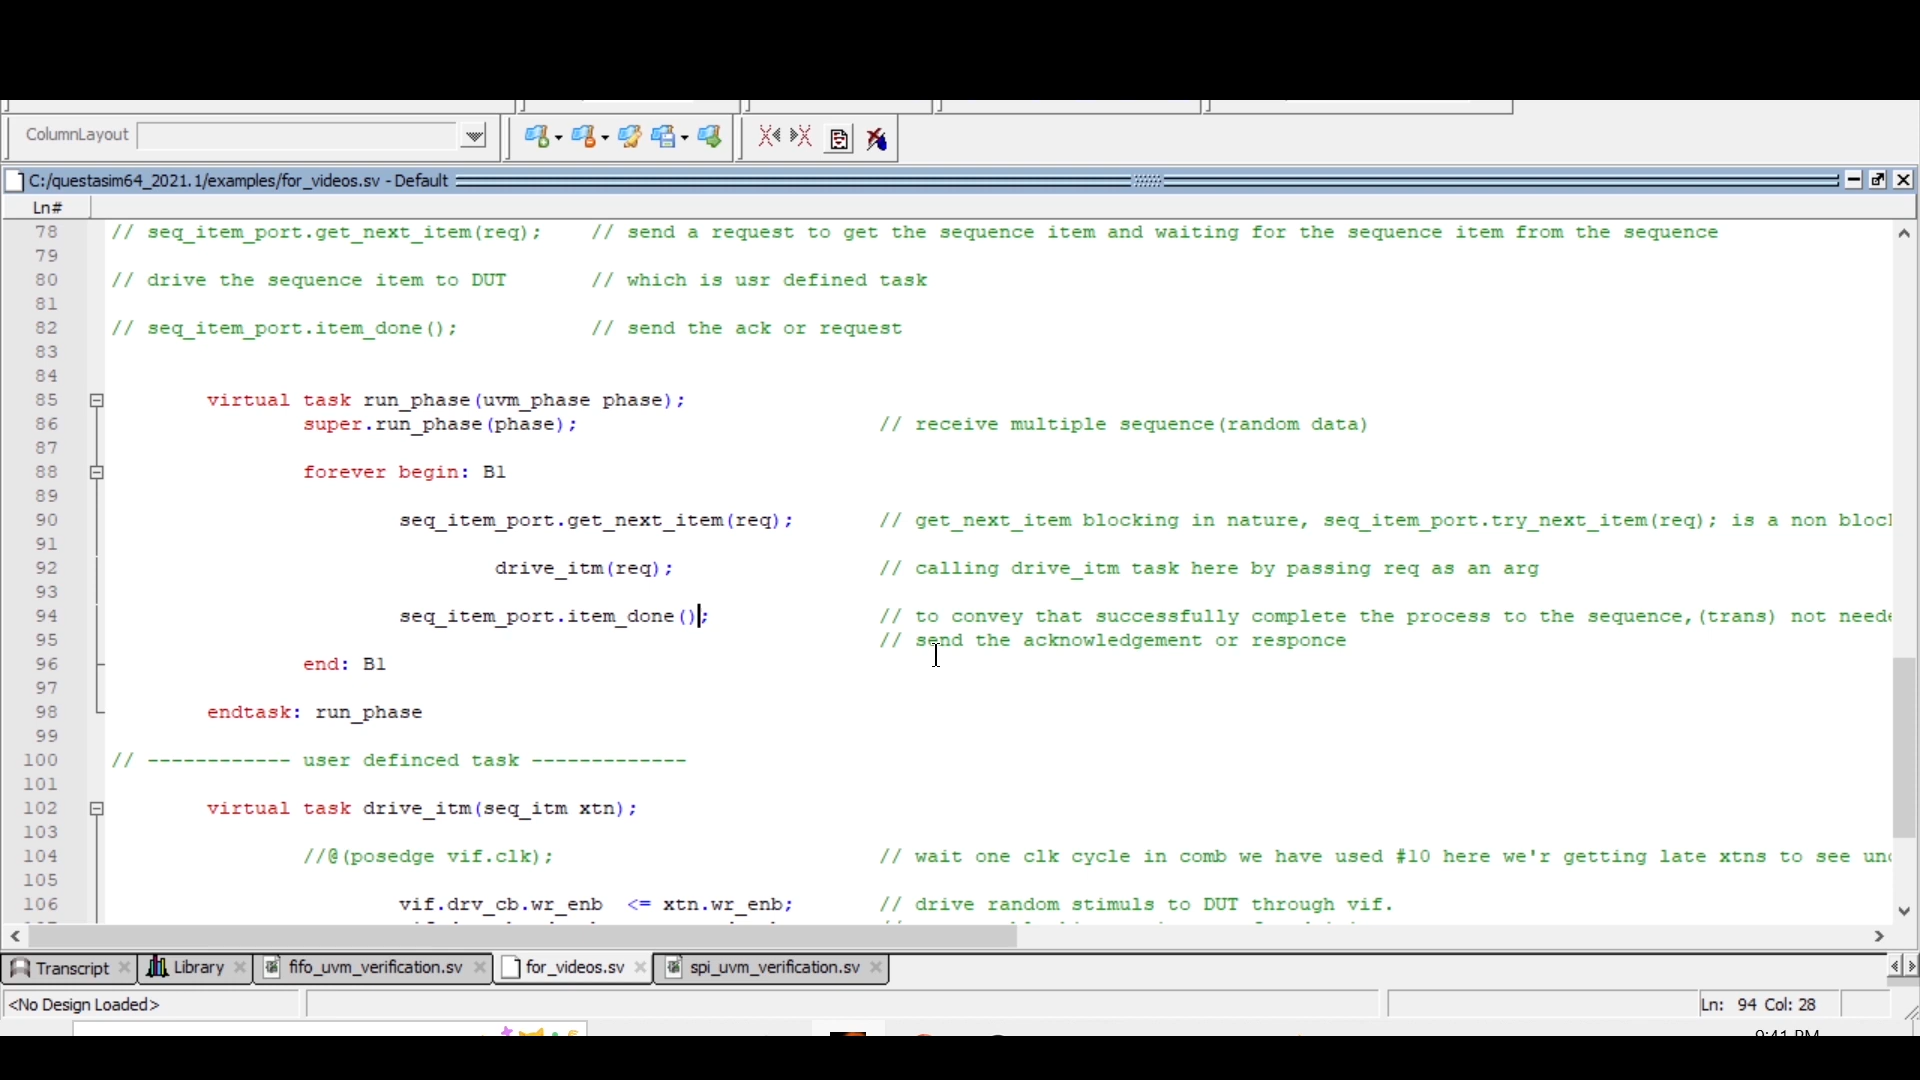 ColumnLayout
C:/questasim64_2021.1/examples/for_videos.sv - Default
Ln#
78 // seq_item_port.get_next_item(req); // send a request to get the sequence item and waiting for the sequence item from the sequence
79
80 // drive the sequence item to DUT // which is usr defined task
81
82 // seq_item_port.item_done(); // send the ack or request
83
84
85 virtual task run_phase(uvm_phase phase);
86 super.run_phase(phase); // receive multiple sequence(random data)
87
88 forever begin: B1
89
90 seq_item_port.get_next_item(req); // get_next_item blocking in nature, seq_item_port.try_next_item(req); is a non
91
92 drive_itm(req); // calling drive_itm task here by passing req as an arg
93
94 seq_item_port.item_done(); // to convey that successfully complete the process to the sequence,(trans) not
95 // send the acknowledgement or responce
96 end: B1
97
98 endtask: run_phase
99
100 // ------------ user definced task -------------
101
102 virtual task drive_itm(seq_itm xtn);
103
104 //@(posedge vif.clk); // wait one clk cycle in comb we have used #10 here we'r getting late xtns to see
105
106 vif.drv_cb.wr_enb <= xtn.wr_enb; // drive random stimuls to DUT through vif.
Transcript Library fifo_uvm_verification.sv for_videos.sv spi_uvm_verification.sv
<No Design Loaded> Ln: 94 Col: 28
9:41 PM